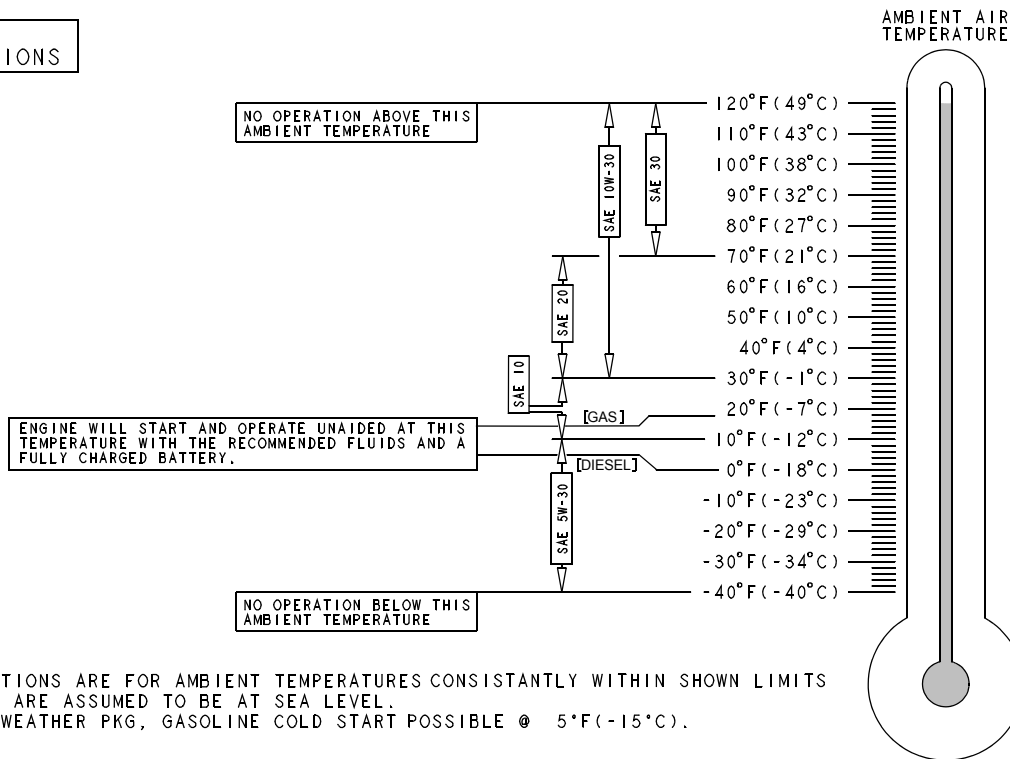 AMBIENT AIR
TEMPERATURE
IONS
NO OPERATION ABOVE THIS
AMBIENT TEMPERATURE
120°F(49°C)
110°F(43°C)
100°F(38°C)
90°F(32°C)
80°F(27°C)
70°F(21°C)
60°F(16°C)
50°F(10°C)
40°F(4°C)
30°F(-1°C)
20°F(-7°C)
10°F(-12°C)
0°F(-18°C)
-10°F(-23°C)
-20°F(-29°C)
-30°F(-34°C)
-40°F(-40°C)
SAE 10W-30
SAE 30
SAE 20
SAE 10
[GAS]
ENGINE WILL START AND OPERATE UNAIDED AT THIS
TEMPERATURE WITH THE RECOMMENDED FLUIDS AND A
FULLY CHARGED BATTERY.
[DIESEL]
SAE 5W-30
NO OPERATION BELOW THIS
AMBIENT TEMPERATURE
TIONS ARE FOR AMBIENT TEMPERATURES CONSISTANTLY WITHIN SHOWN LIMITS
ARE ASSUMED TO BE AT SEA LEVEL.
WEATHER PKG, GASOLINE COLD START POSSIBLE @ 5°F(-15°C).